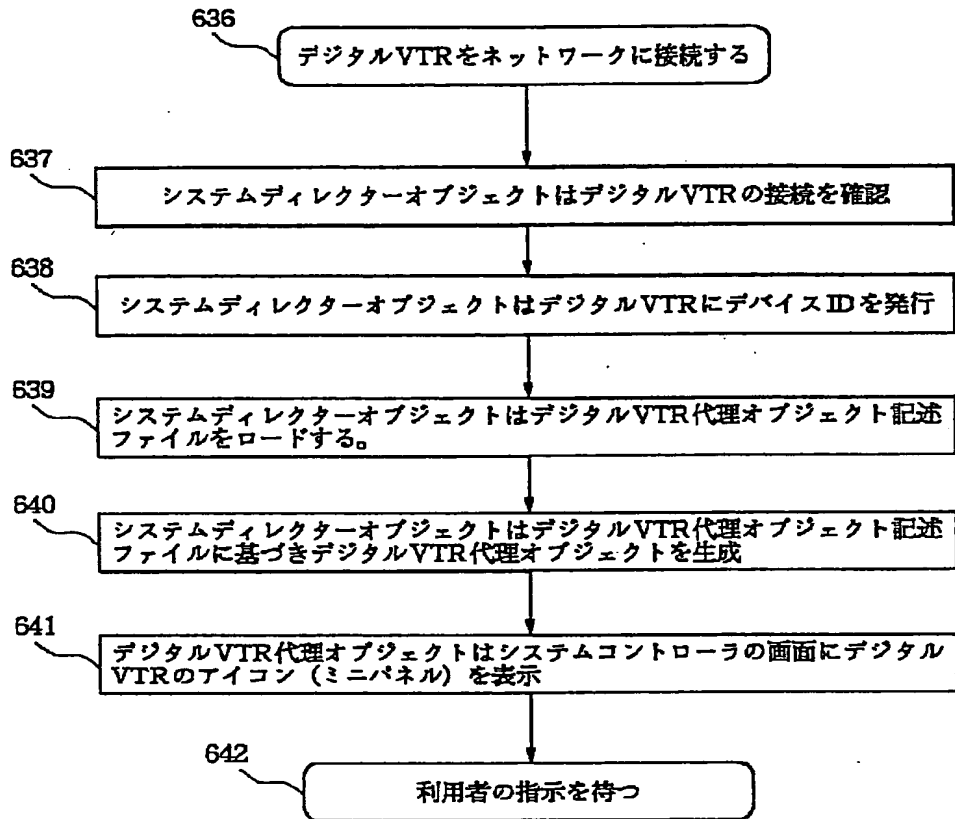 636
デジタルVTRをネットワークに接続する
637
システムディレクターオブジェクトはデジタルVTRの接続を確認
638
システムディレクターオブジェクトはデジタルVTRにデバイスIDを発行
639
システムディレクターオブジェクトはデジタルVTR代理オブジェクト記述
ファイルをロードする。
640
システムディレクターオブジェクトはデジタルVTR代理オブジェクト記述
ファイルに基づきデジタルVTR代理オブジェクトを生成
641
デジタルVTR代理オブジェクトはシステムコントローラの画面にデジタル
VTRのアイコン（ミニパネル）を表示
642
利用者の指示を待つ